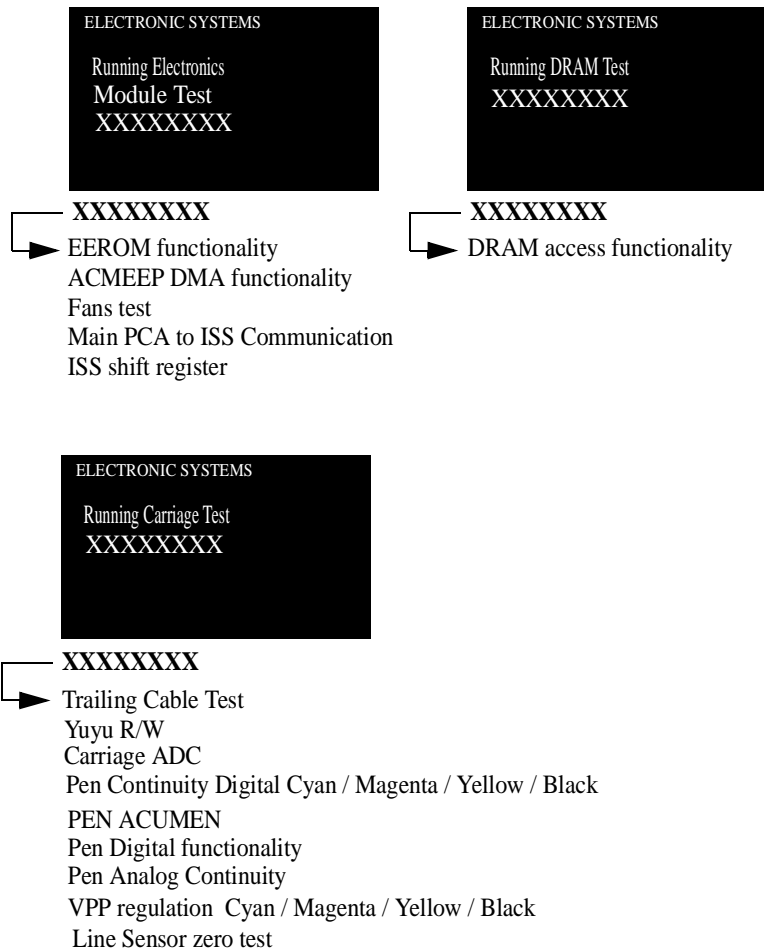 ELECTRONIC SYSTEMS
Running Electronics
Module Test
XXXXXXXX
XXXXXXXX
EEROM functionality
ACMEEP DMA functionality
Fans test
Main PCA to ISS Communication
ISS shift register
ELECTRONIC SYSTEMS
Running DRAM Test
XXXXXXXX
XXXXXXXX
DRAM access functionality
ELECTRONIC SYSTEMS
Running Carriage Test
XXXXXXXX
XXXXXXXX
Trailing Cable Test
Yuyu R/W
Carriage ADC
Pen Continuity Digital Cyan / Magenta / Yellow / Black
PEN ACUMEN
Pen Digital functionality
Pen Analog Continuity
VPP regulation Cyan / Magenta / Yellow / Black
Line Sensor zero test